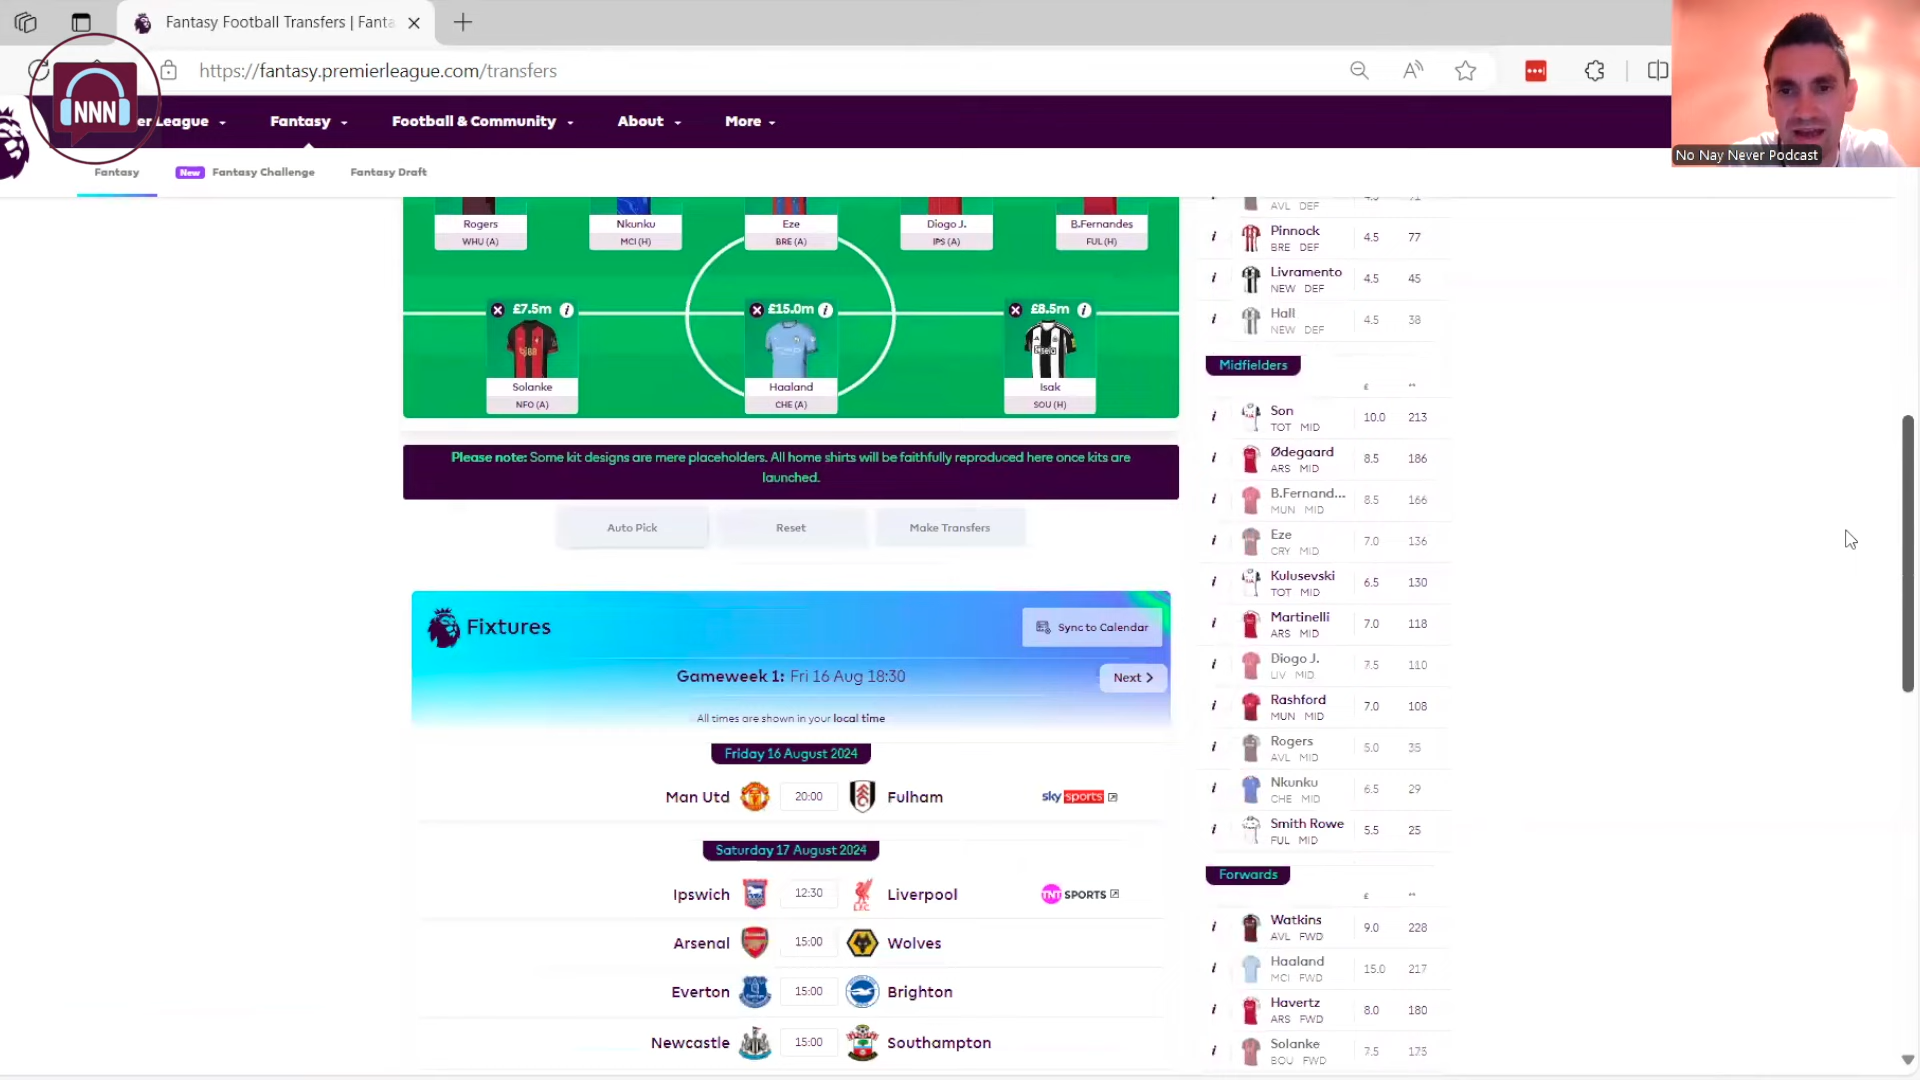 Fantasy Football Transfers | Fanta
https://fantasy.premierleague.com/transfers
NNN
No Nay Never Podcast
er League
Fantasy
Football & Community
About
More
Fantasy
New Fantasy Challenge
Fantasy Draft
Rogers
WHU (A)
Nkunku
MCI (H)
Eze
BRE (A)
Diogo J.
IPS (A)
B.Fernandes
FUL (H)
£7.5m
Solanke
NFO (A)
£15.0m
Haaland
CHE (A)
£8.5m
Isak
SOU (H)
Please note: Some kit designs are mere placeholders. All home shirts will be faithfully reproduced here once kits are
launched.
Auto Pick
Reset
Make Transfers
Fixtures
Sync to Calendar
Gameweek 1: Fri 16 Aug 18:30
Next
All times are shown in your local time
Friday 16 August 2024
Man Utd 20:00 Fulham sky sports
Saturday 17 August 2024
Ipswich 12:30 Liverpool TNT SPORTS
Arsenal 15:00 Wolves
Everton 15:00 Brighton
Newcastle 15:00 Southampton
AVL DEF
Pinnock 4.5 77
BRE DEF
Livramento 4.5 45
NEW DEF
Hall 4.5 38
NEW DEF
Midfielders
£ **
Son 10.0 213
TOT MID
Ødegaard 8.5 186
ARS MID
B.Fernand... 8.5 166
MUN MID
Eze 7.0 136
CRY MID
Kulusevski 6.5 130
TOT MID
Martinelli 7.0 118
ARS MID
Diogo J. 7.5 110
LIV MID
Rashford 7.0 108
MUN MID
Rogers 5.0 35
AVL MID
Nkunku 6.5 29
CHE MID
Smith Rowe 5.5 25
FUL MID
Forwards
£ **
Watkins 9.0 228
AVL FWD
Haaland 15.0 217
MCI FWD
Havertz 8.0 180
ARS FWD
Solanke 7.5 175
BOU FWD